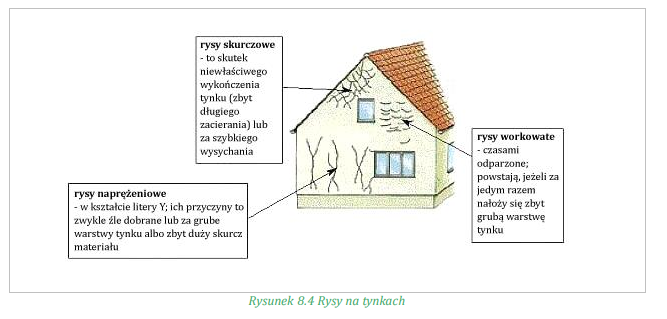 rysy skurczowe
- to skutek
niewłaściwego
wykończenia
tynku (zbyt
długiego
zacierania) lub
za szybkiego
wysychania
rysy workowate
- czasami
odparzone;
powstają, jeżeli za
jedym razem
nałoży się zbyt
grubą warstwę
tynku
rysy naprężeniowe
- w kształcie litery Y; ich przyczyny to
zwykle źle dobrane lub za grube
warstwy tynku albo zbyt duży skurcz
materiału
Rysunek 8.4 Rysy na tynkach